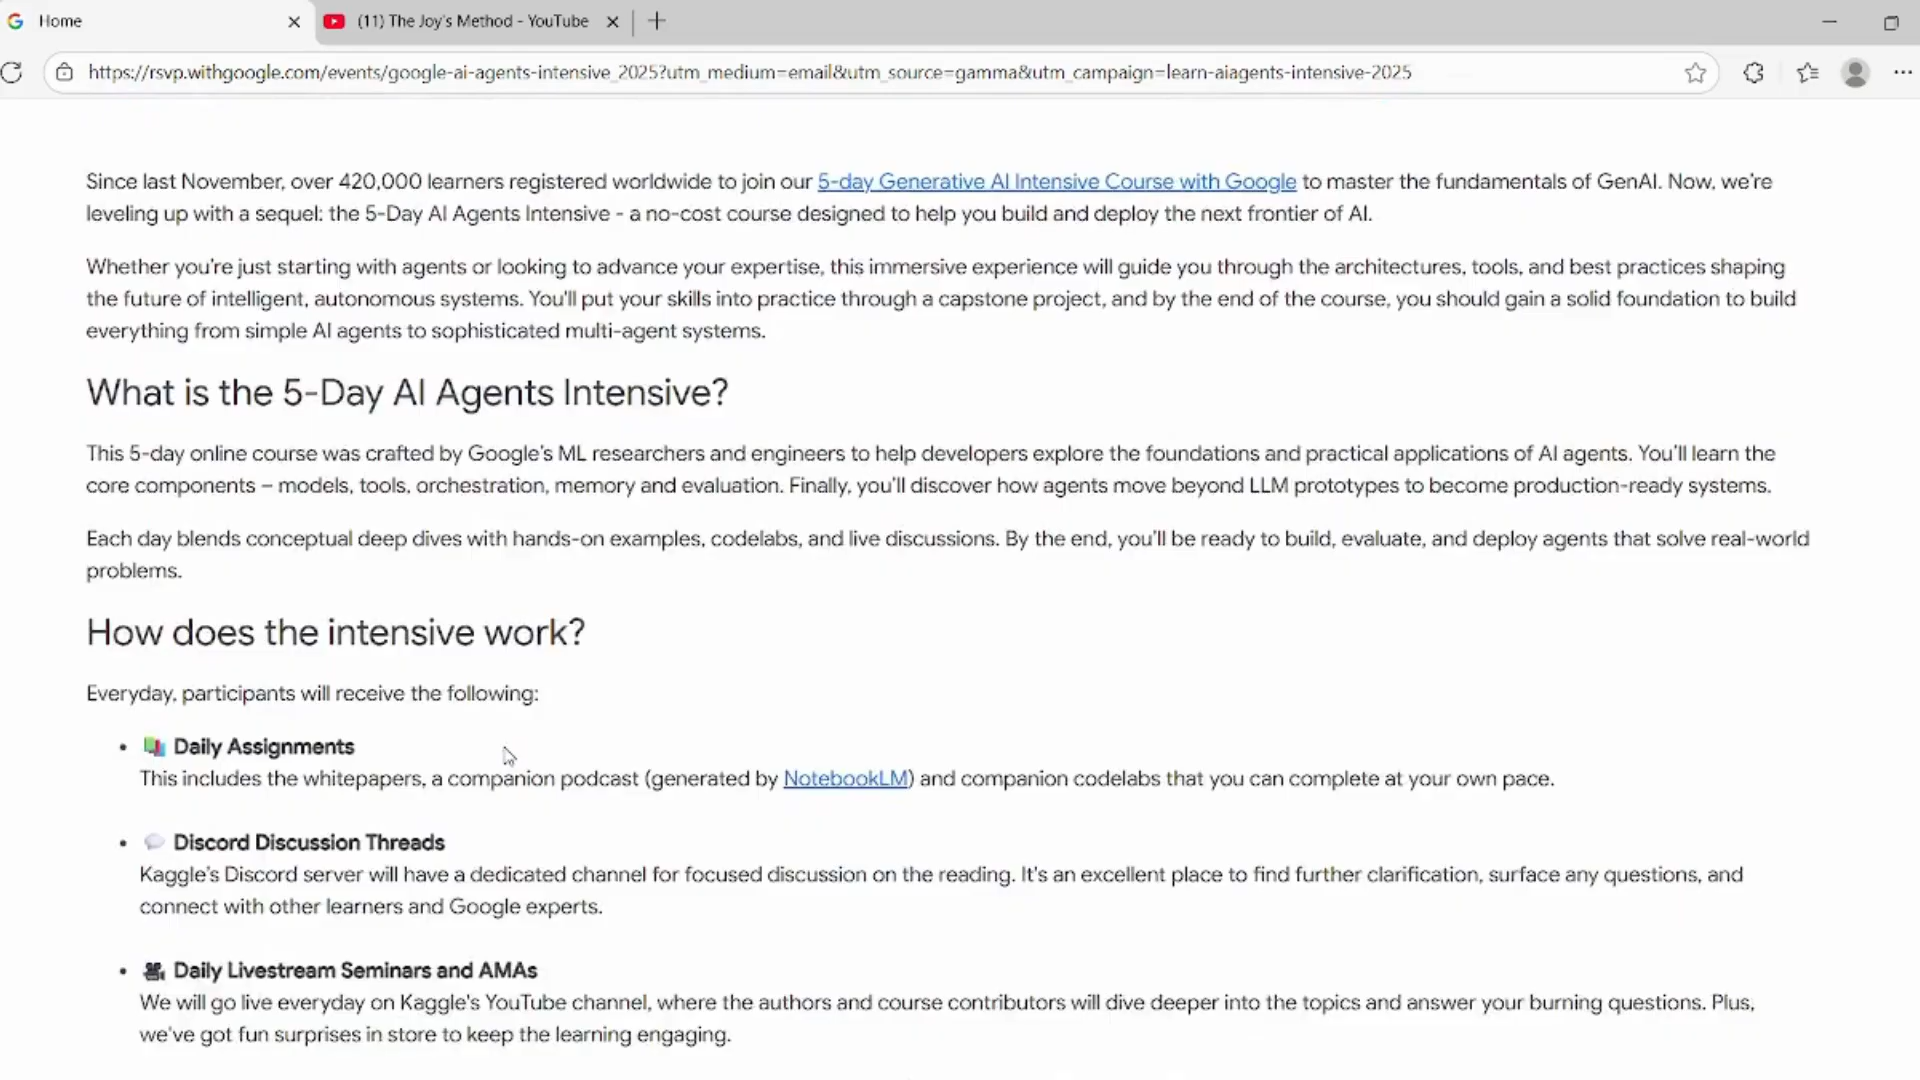 Home
(11) The Joy's Method - YouTube
https://rsvp.withgoogle.com/events/google-ai-agents-intensive_2025?utm_medium=email&utm_source=gamma&utm_campaign=learn-aiagents-intensive-2025
Since last November, over 420,000 learners registered worldwide to join our 5-day Generative AI Intensive Course with Google to master the fundamentals of GenAI. Now, we're
leveling up with a sequel: the 5-Day AI Agents Intensive - a no-cost course designed to help you build and deploy the next frontier of AI.
Whether you're just starting with agents or looking to advance your expertise, this immersive experience will guide you through the architectures, tools, and best practices shaping
the future of intelligent, autonomous systems. You'll put your skills into practice through a capstone project, and by the end of the course, you should gain a solid foundation to build
everything from simple AI agents to sophisticated multi-agent systems.
What is the 5-Day AI Agents Intensive?
This 5-day online course was crafted by Google's ML researchers and engineers to help developers explore the foundations and practical applications of AI agents. You'll learn the
core components – models, tools, orchestration, memory and evaluation. Finally, you'll discover how agents move beyond LLM prototypes to become production-ready systems.
Each day blends conceptual deep dives with hands-on examples, codelabs, and live discussions. By the end, you'll be ready to build, evaluate, and deploy agents that solve real-world
problems.
How does the intensive work?
Everyday, participants will receive the following:
• Daily Assignments
This includes the whitepapers, a companion podcast (generated by NotebookLM) and companion codelabs that you can complete at your own pace.
• Discord Discussion Threads
Kaggle's Discord server will have a dedicated channel for focused discussion on the reading. It's an excellent place to find further clarification, surface any questions, and
connect with other learners and Google experts.
• Daily Livestream Seminars and AMAs
We will go live everyday on Kaggle's YouTube channel, where the authors and course contributors will dive deeper into the topics and answer your burning questions. Plus,
we've got fun surprises in store to keep the learning engaging.